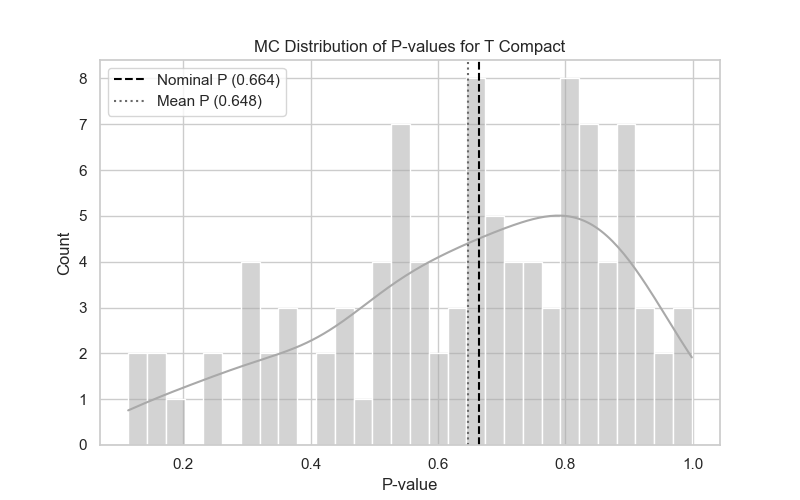 MC Distribution of P-values for T Compact
Nominal P (0.664)
Mean P (0.648)
8
7
6
5
4
3
2
1
0
Count
0.2 0.4 0.6 0.8 1.0
P-value